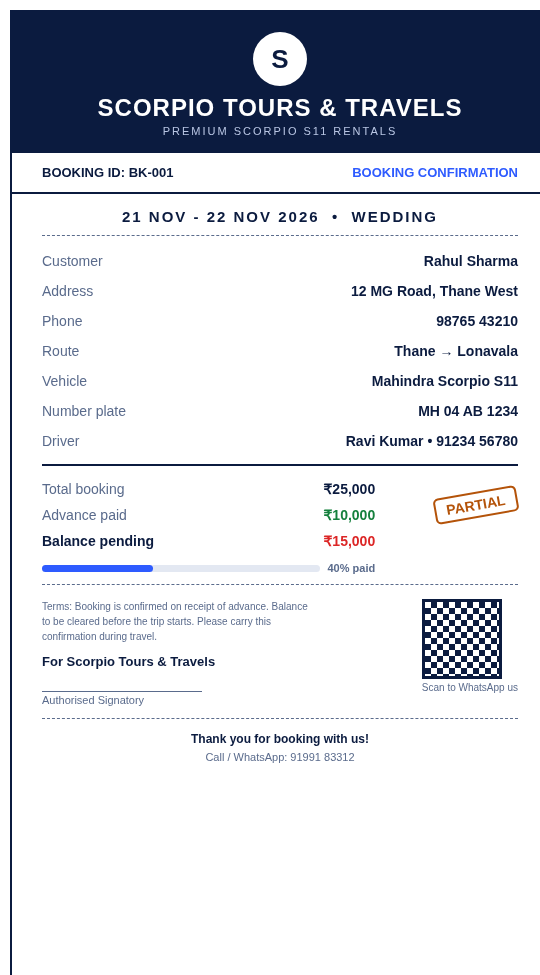 S
SCORPIO TOURS & TRAVELS
PREMIUM SCORPIO S11 RENTALS
BOOKING ID: BK-001 BOOKING CONFIRMATION
21 NOV - 22 NOV 2026 • WEDDING
Customer Rahul Sharma
Address 12 MG Road, Thane West
Phone 98765 43210
Route Thane → Lonavala
Vehicle Mahindra Scorpio S11
Number plate MH 04 AB 1234
Driver Ravi Kumar • 91234 56780
Total booking ₹25,000
Advance paid ₹10,000
Balance pending ₹15,000
PARTIAL
40% paid
Terms: Booking is confirmed on receipt of advance. Balance
to be cleared before the trip starts. Please carry this
confirmation during travel.
For Scorpio Tours & Travels
Authorised Signatory
Scan to WhatsApp us
Thank you for booking with us!
Call / WhatsApp: 91991 83312